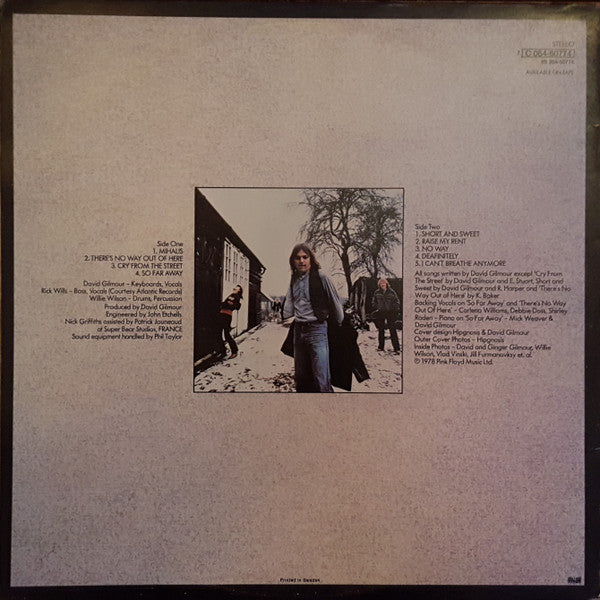 STEREO
1C 064-60774
AVAILABLE ON TAPE
Side One
1. MIHALIS
2. THERE'S NO WAY OUT OF HERE
3. CRY FROM THE STREET
4. SO FAR AWAY
David Gilmour – Keyboards, Vocals
Rick Wills – Bass, Vocals (Courtesy Atlantic Records)
Willie Wilson – Drums, Percussion
Produced by David Gilmour
Engineered by John Etchells
Nick Griffiths assisted by Patrick Jauneaud
at Super Bear Studios, FRANCE
Sound equipment handled by Phil Taylor
Side Two
1. SHORT AND SWEET
2. RAISE MY RENT
3. NO WAY
4. DEAFINITELY
5. I CAN'T BREATHE ANYMORE
All songs written by David Gilmour except 'Cry From
The Street' by David Gilmour and E. Stuart, 'Short and
Sweet' by David Gilmour and R. Harper and 'There's No
Way Out of Here' by K. Baker
Backing Vocals on 'So Far Away' and 'There's No Way
Out Of Here' – Carlena Williams, Debbie Doss, Shirley
Roden – Piano on 'So Far Away' – Mick Weaver &
David Gilmour
Cover design Hipgnosis & David Gilmour
Outer Cover Photos – Hipgnosis
Inside Photos – David and Ginger Gilmour, Willie
Wilson, Vlad Vinski, Jill Furmanovksy et. al.
℗ 1978 Pink Floyd Music Ltd.
Printed in Sweden